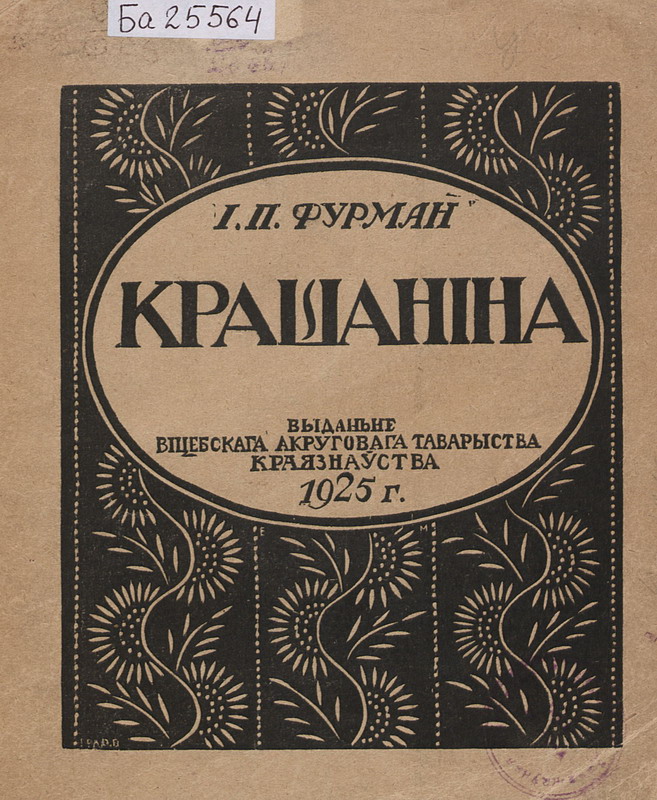 Ба 25564
І. П. ФУРМАН
КРАШАНІНА
ВЫДАНЬНЕ
ВІЦЕБСКАГА АКРУГОВАГА ТАВАРЫСТВА
КРАЯЗНАЎСТВА
1925 г.
Е М